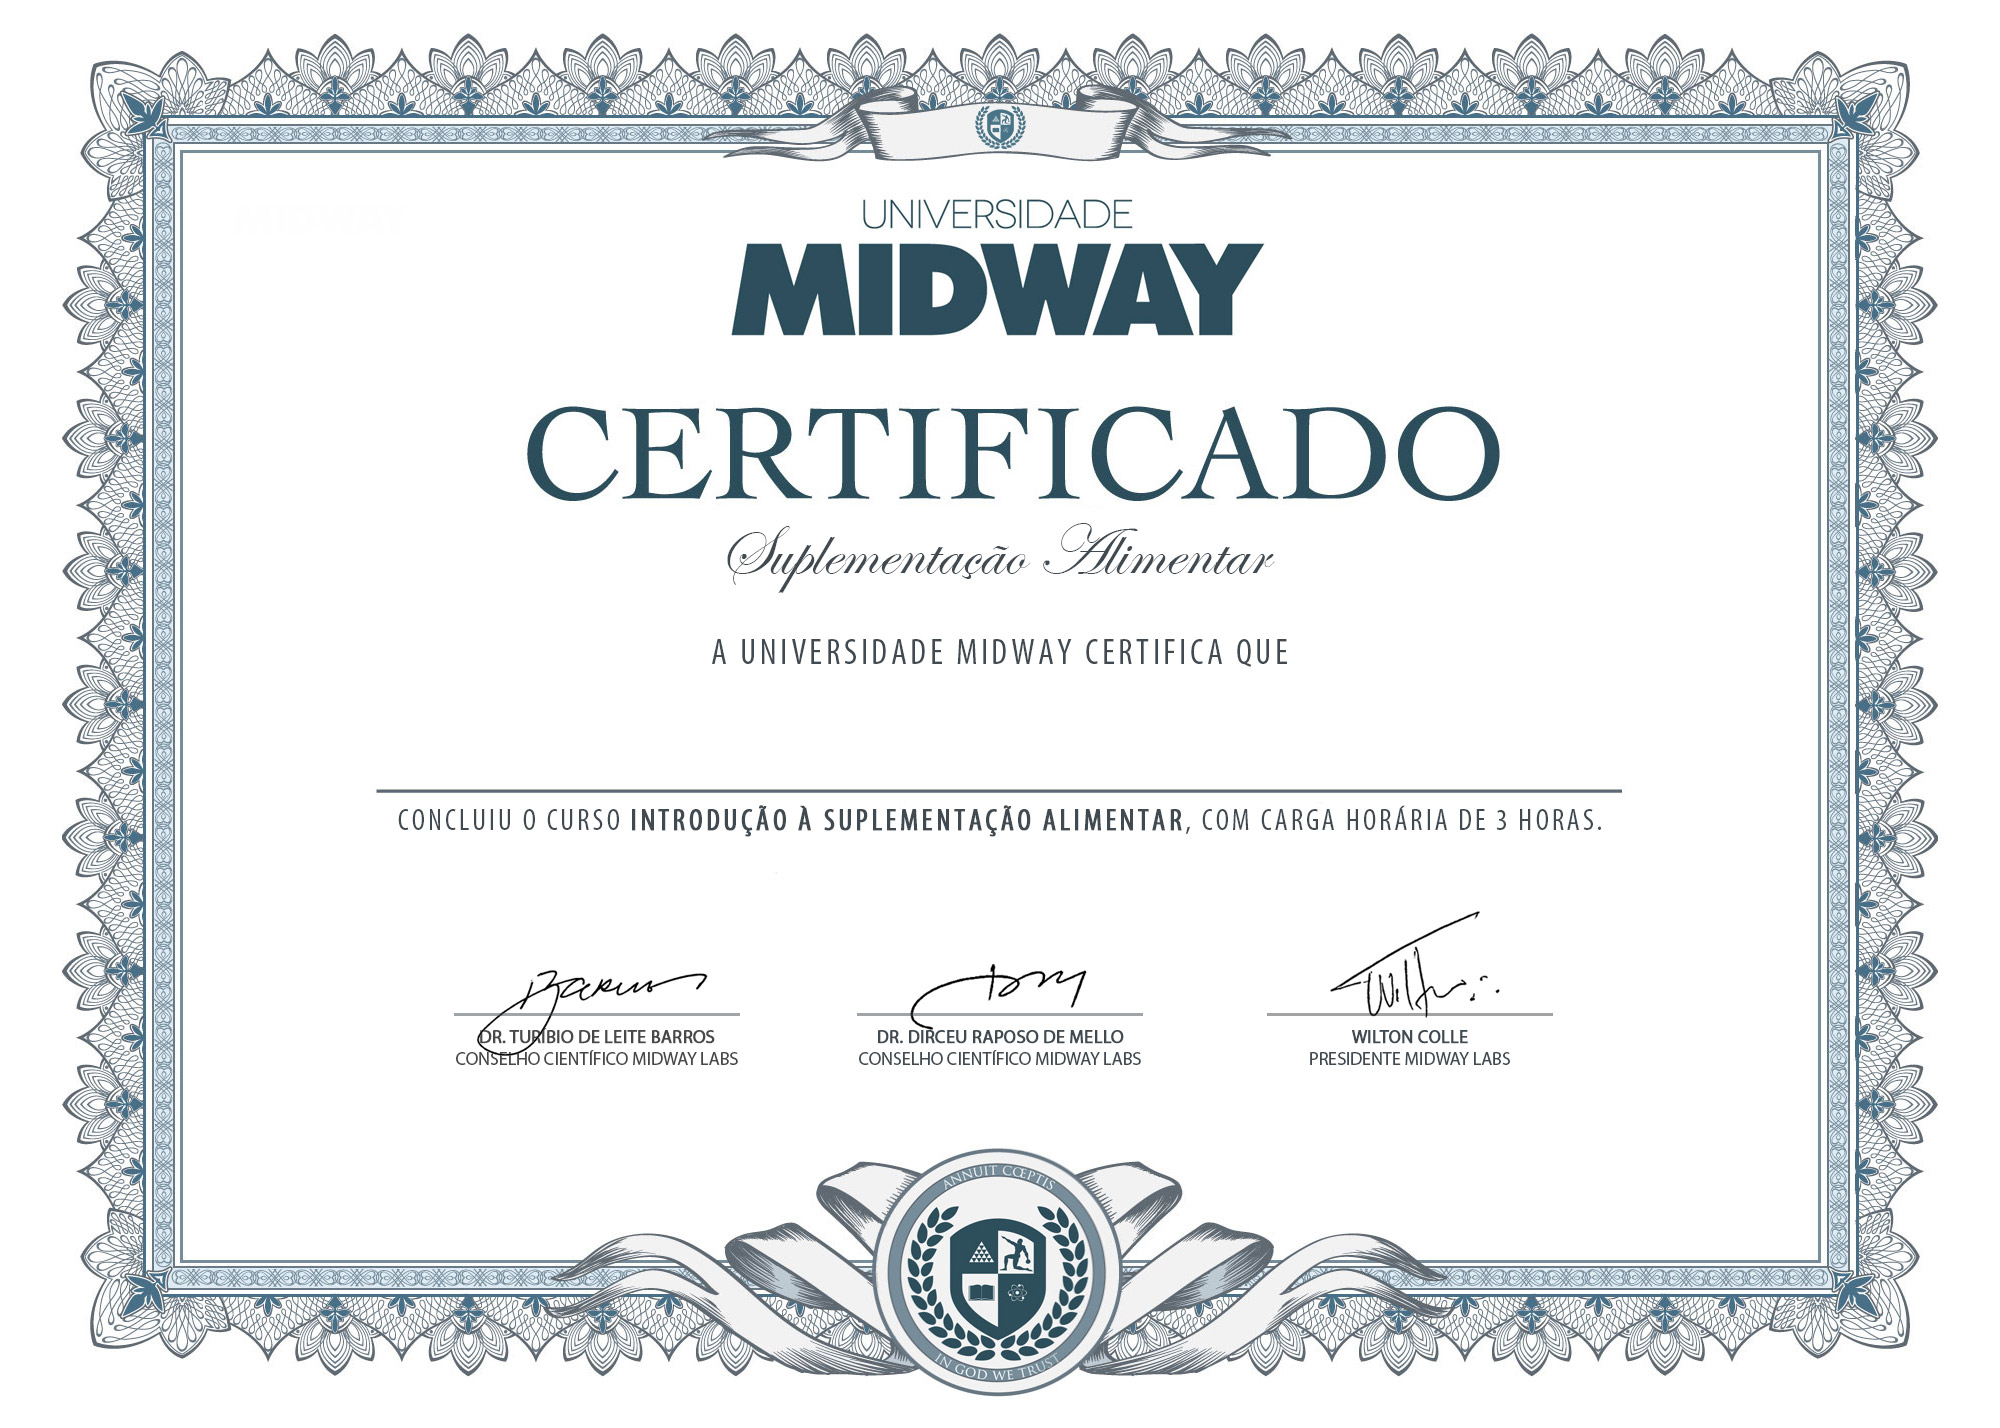 UNIVERSIDADE
MIDWAY
CERTIFICADO
Suplementação Alimentar
A UNIVERSIDADE MIDWAY CERTIFICA QUE
CONCLUIU O CURSO INTRODUÇÃO À SUPLEMENTAÇÃO ALIMENTAR, COM CARGA HORÁRIA DE 3 HORAS.
DR. TURIBIO DE LEITE BARROS
CONSELHO CIENTÍFICO MIDWAY LABS
DR. DIRCEU RAPOSO DE MELLO
CONSELHO CIENTÍFICO MIDWAY LABS
WILTON COLLE
PRESIDENTE MIDWAY LABS
ANNUIT CŒPTIS
IN GOD WE TRUST